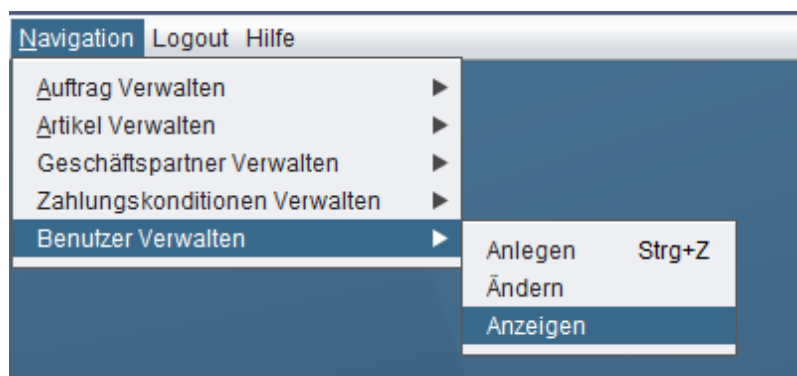 Navigation Logout Hilfe
Auftrag Verwalten
Artikel Verwalten
Geschäftspartner Verwalten
Zahlungskonditionen Verwalten
Benutzer Verwalten
Anlegen Strg+Z
Ändern
Anzeigen